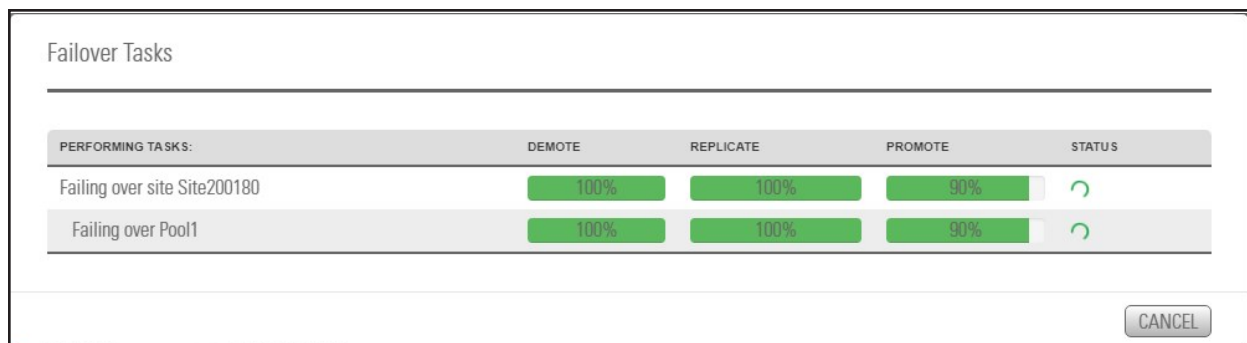 Failover Tasks
PERFORMING TASKS: DEMOTE REPLICATE PROMOTE STATUS
Failing over site Site200180 100% 100% 90%
Failing over Pool1 100% 100% 90%
CANCEL